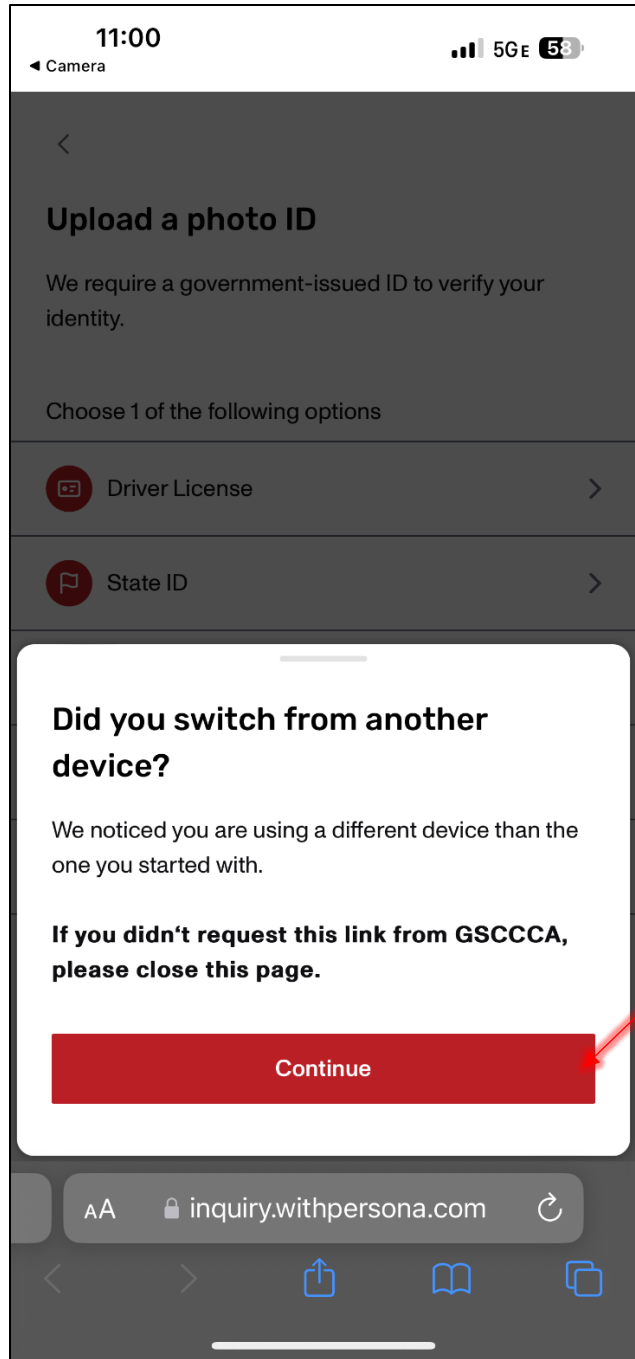 11:00
5GE 58
◀ Camera
Upload a photo ID
We require a government-issued ID to verify your
identity.
Choose 1 of the following options
Driver License
State ID
Did you switch from another
device?
We noticed you are using a different device than the
one you started with.
If you didn‘t request this link from GSCCCA,
please close this page.
Continue
AA inquiry.withpersona.com